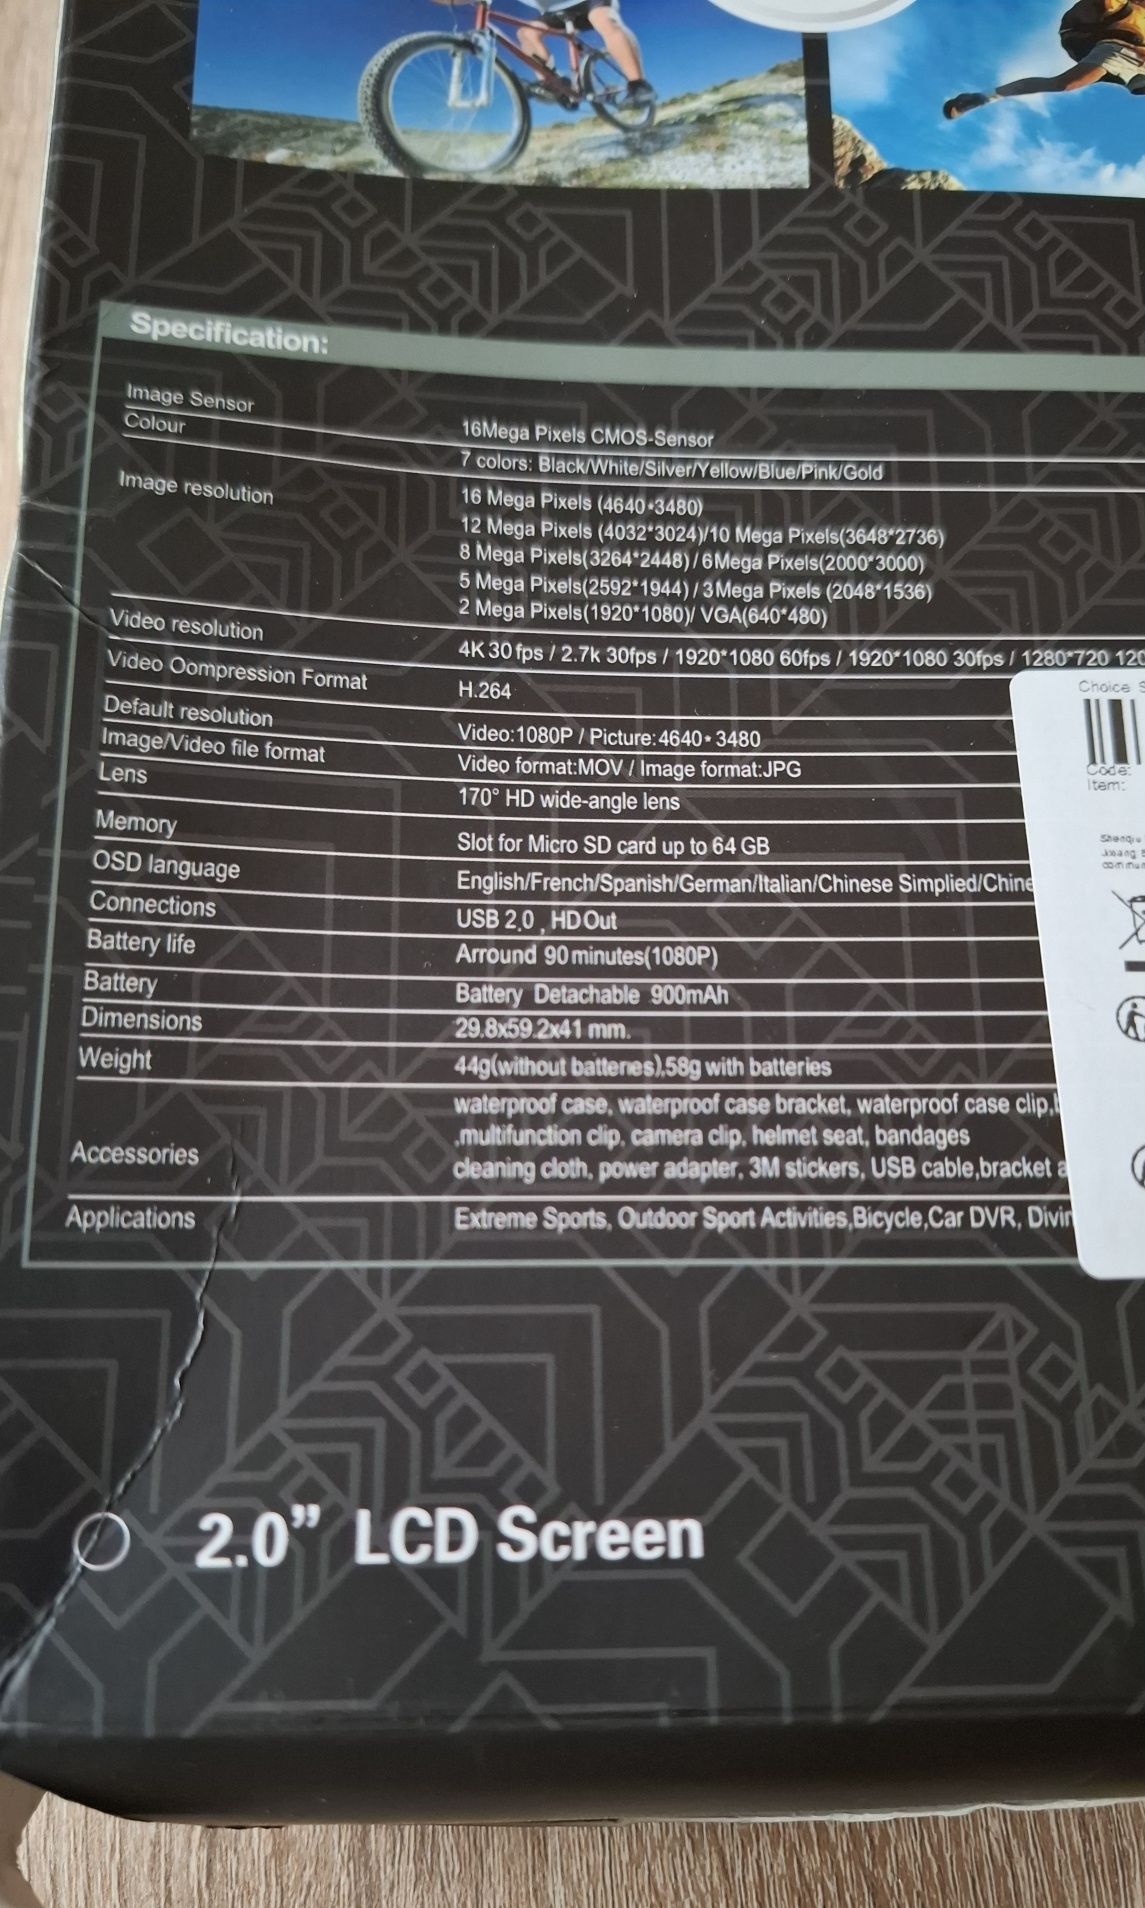 Specification:
Image Sensor 16Mega Pixels CMOS-Sensor
Colour 7 colors: Black/White/Silver/Yellow/Blue/Pink/Gold
Image resolution 16 Mega Pixels (4640*3480)
12 Mega Pixels (4032*3024)/10 Mega Pixels(3648*2736)
8 Mega Pixels(3264*2448) / 6Mega Pixels(2000*3000)
5 Mega Pixels(2592*1944) / 3Mega Pixels (2048*1536)
2 Mega Pixels(1920*1080)/ VGA(640*480)
Video resolution 4K 30fps / 2.7k 30fps / 1920*1080 60fps / 1920*1080 30fps / 1280*720 120
Video Oompression Format H.264
Default resolution Video:1080P / Picture:4640*3480
Image/Video file format Video format:MOV / Image format:JPG
Lens 170° HD wide-angle lens
Memory Slot for Micro SD card up to 64 GB
OSD language English/French/Spanish/German/Italian/Chinese Simplied/Chine
Connections USB 2,0 , HD Out
Battery life Arround 90 minutes(1080P)
Battery Battery Detachable 900mAh
Dimensions 29.8x59.2x41 mm.
Weight 44g(without batteries),58g with batteries
Accessories waterproof case, waterproof case bracket, waterproof case clip,
,multifunction clip, camera clip, helmet seat, bandages
cleaning cloth, power adapter, 3M stickers, USB cable,bracket
Applications Extreme Sports, Outdoor Sport Activities,Bicycle,Car DVR, Divin
Choice
Code:
Item:
2.0” LCD Screen